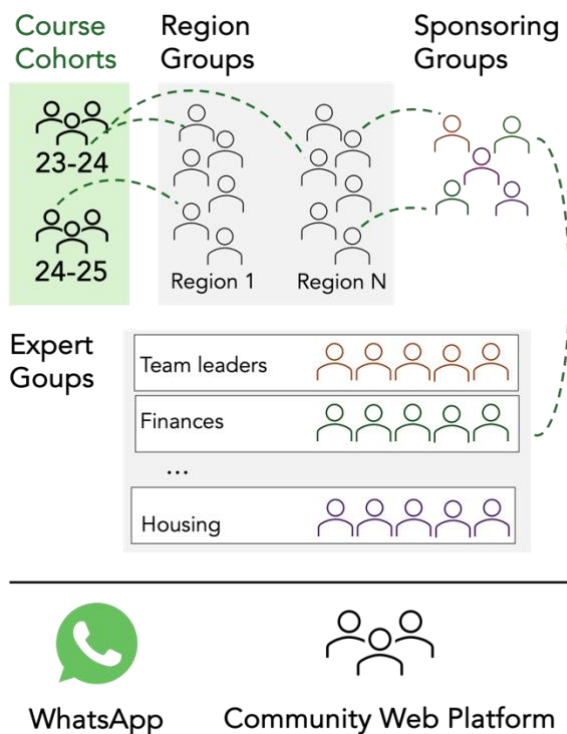 Course
Cohorts
Region
Groups
Sponsoring
Groups
23-24
24-25
Region 1
Region N
Expert
Goups
Team leaders
Finances
...
Housing
WhatsApp
Community Web Platform